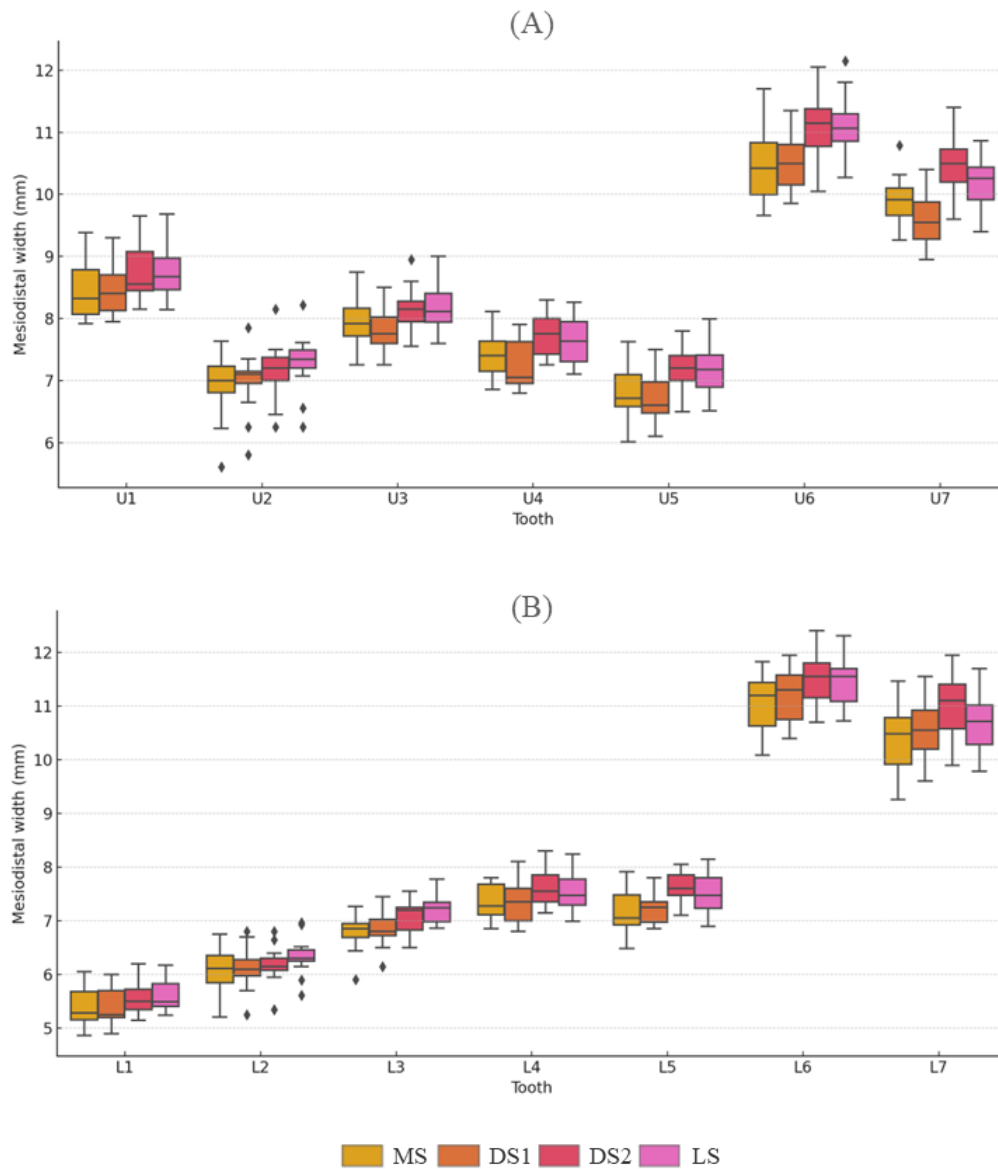 (A)
12
11
10
9
8
7
6
Mesiodistal width (mm)
U1 U2 U3 U4 U5 U6 U7
Tooth
(B)
12
11
10
9
8
7
6
5
Mesiodistal width (mm)
L1 L2 L3 L4 L5 L6 L7
Tooth
MS DS1 DS2 LS